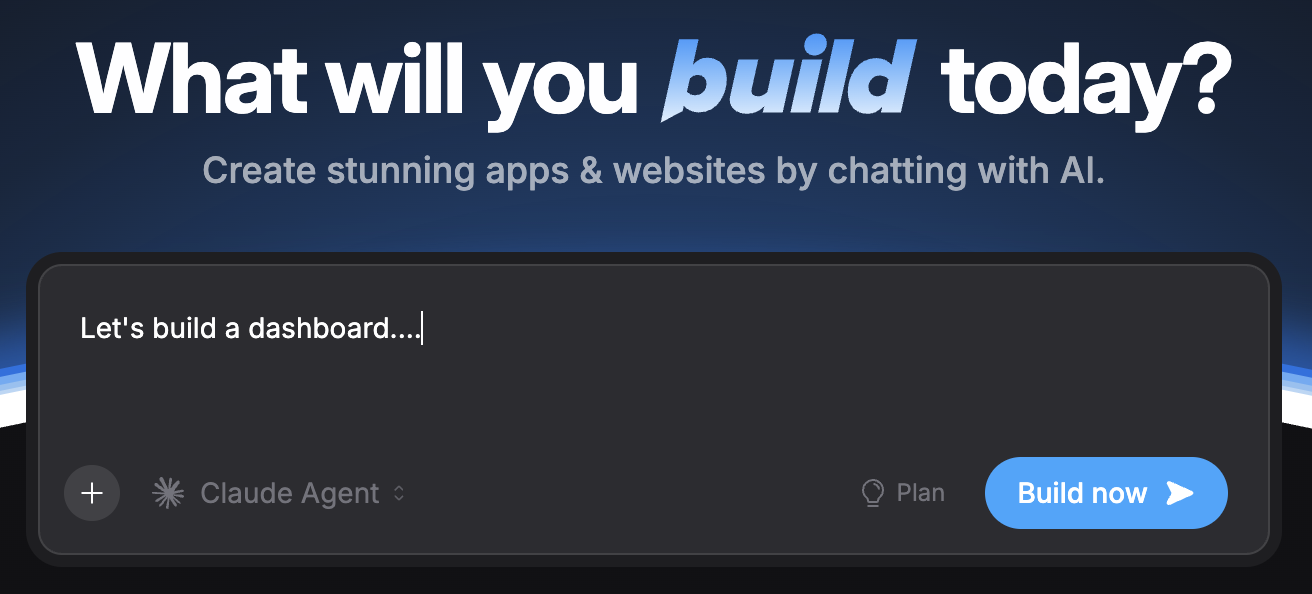 What will you build today?
Create stunning apps & websites by chatting with AI.
Let's build a dashboard....
Claude Agent
Plan
Build now